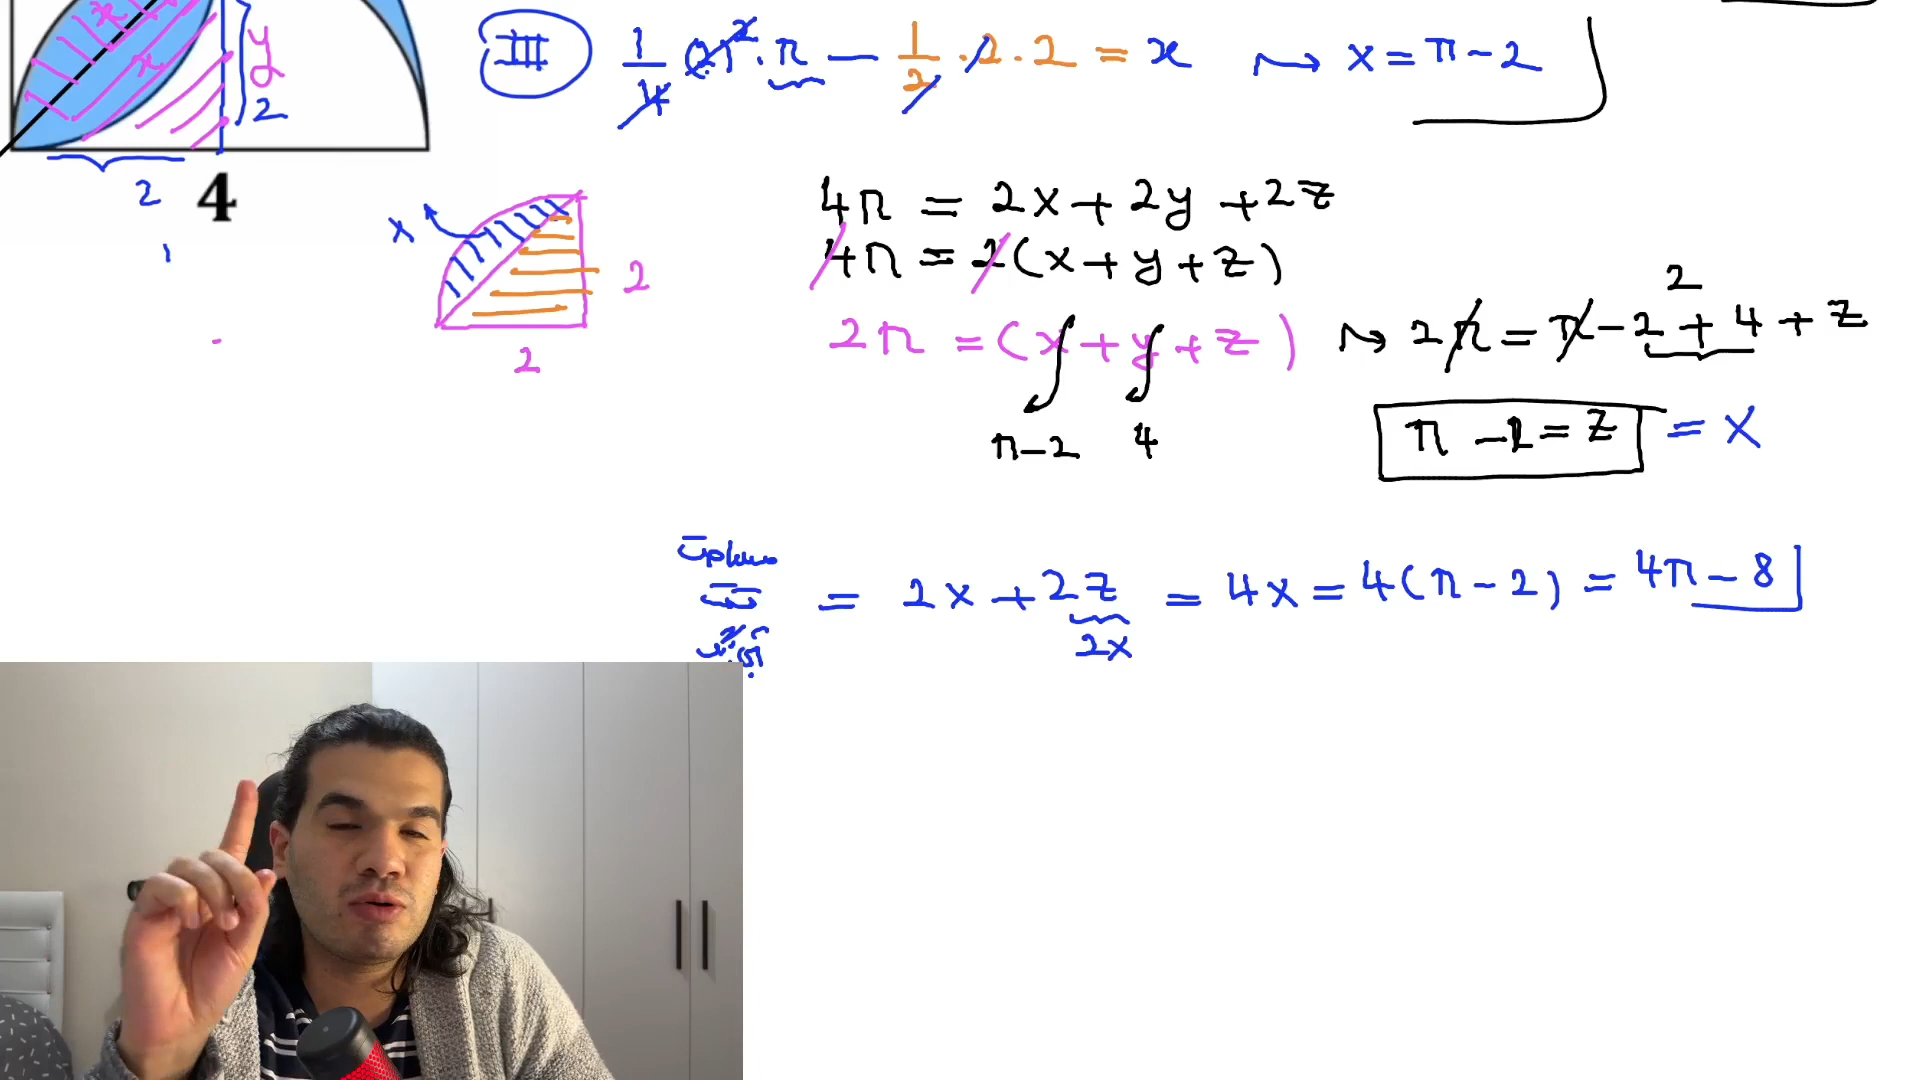 x
x
y
2
2
4
III 1/4 (2)² · π — 1/2 · 2 · 2 = x ⇝ x = π - 2
x
2
2
4π = 2x + 2y + 2z
4π = 2(x + y + z)
2π = (x + y + z) ⇝ 2π = π - 2 + 4 + z
2
π - 2 4
π - 2 = z = x
= 2x + 2z = 4x = 4(π - 2) = 4π - 8
2x